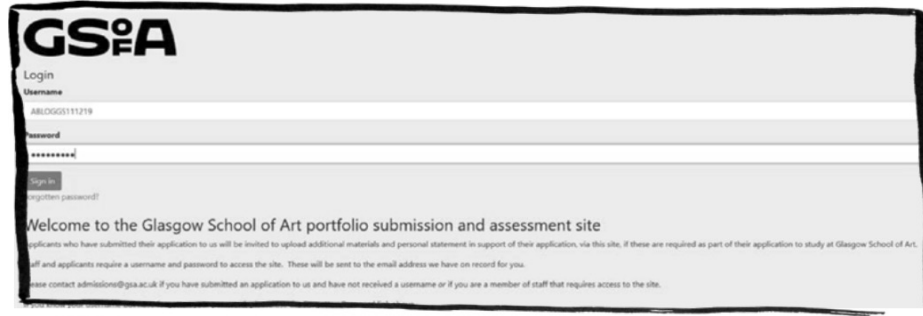 GSOFA
Login
Username
ABLOGGS111219
Password
•••••••••
Sign in
Forgotten password?
Welcome to the Glasgow School of Art portfolio submission and assessment site
Applicants who have submitted their application to us will be invited to upload additional materials and personal statement in support of their application, via this site, if these are required as part of their application to study at Glasgow School of Art.
Staff and applicants require a username and password to access the site. These will be sent to the email address we have on record for you.
Please contact admissions@gsa.ac.uk if you have submitted an application to us and have not received a username or if you are a member of staff that requires access to the site.